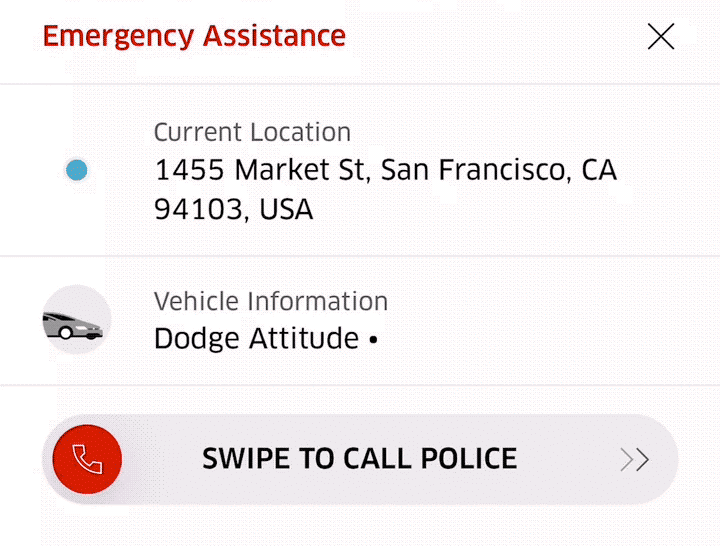 Emergency Assistance
Current Location
1455 Market St, San Francisco, CA
94103, USA
Vehicle Information
Dodge Attitude •
SWIPE TO CALL POLICE